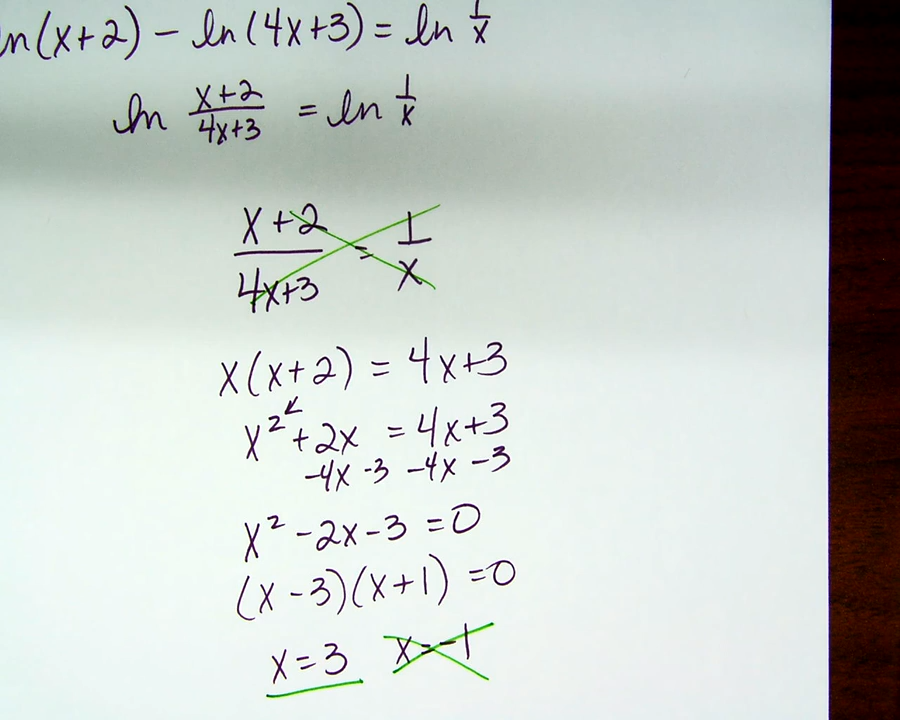 ln(x+2) - ln(4x+3) = ln 1/x
ln (x+2)/(4x+3) = ln 1/x
(x+2)/(4x+3) = 1/x
x(x+2) = 4x+3
x² + 2x = 4x+3
-4x -3 -4x -3
x² - 2x - 3 = 0
(x - 3)(x+1) = 0
x = 3 x = -1